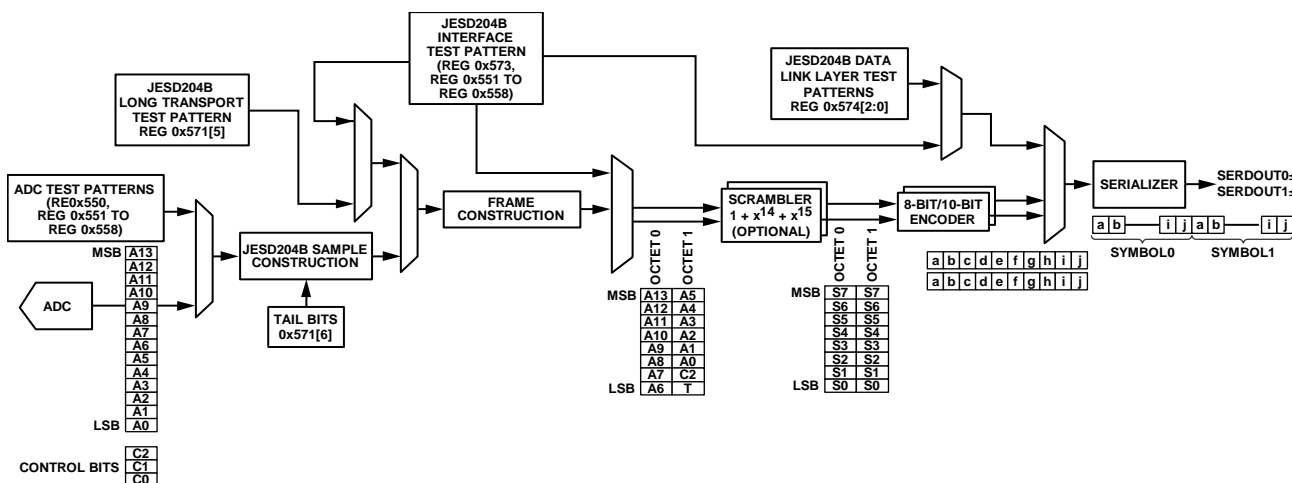 JESD204B
INTERFACE
TEST PATTERN
(REG 0x573,
REG 0x551 TO
REG 0x558)
JESD204B
LONG TRANSPORT
TEST PATTERN
REG 0x571[5]
JESD204B DATA
LINK LAYER TEST
PATTERNS
REG 0x574[2:0]
ADC TEST PATTERNS
(RE0x550,
REG 0x551 TO
REG 0x558)
JESD204B SAMPLE
CONSTRUCTION
FRAME
CONSTRUCTION
SCRAMBLER
1 + x14 + x15
(OPTIONAL)
8-BIT/10-BIT
ENCODER
SERIALIZER
SERDOUT0±
SERDOUT1±
a b i j a b i j
SYMBOL0 SYMBOL1
a b c d e f g h i j
a b c d e f g h i j
ADC
TAIL BITS
0x571[6]
MSB A13
A12
A11
A10
A9
A8
A7
A6
A5
A4
A3
A2
A1
LSB A0
C2
CONTROL BITS C1
C0
OCTET 0 OCTET 1
MSB A13 A5
A12 A4
A11 A3
A10 A2
A9 A1
A8 A0
A7 C2
LSB A6 T
OCTET 0 OCTET 1
MSB S7 S7
S6 S6
S5 S5
S4 S4
S3 S3
S2 S2
S1 S1
LSB S0 S0